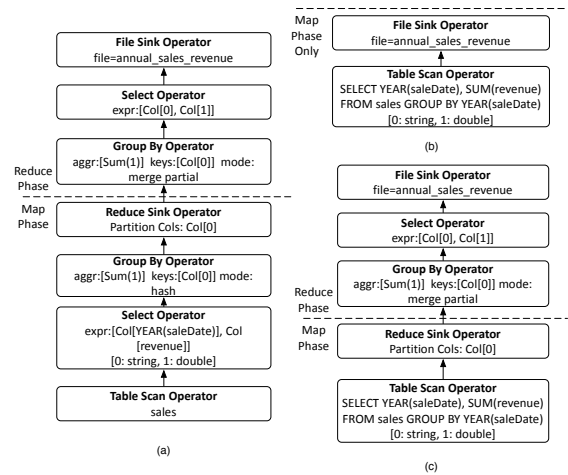 File Sink Operator
file=annual_sales_revenue
Select Operator
expr:[Col[0], Col[1]]
Group By Operator
aggr:[Sum(1)] keys:[Col[0]] mode:
merge partial
Reduce
Phase
Map
Phase
Reduce Sink Operator
Partition Cols: Col[0]
Group By Operator
aggr:[Sum(1)] keys:[Col[0]] mode:
hash
Select Operator
expr:[Col[YEAR(saleDate)], Col
[revenue]]
[0: string, 1: double]
Table Scan Operator
sales
(a)
Map
Phase
Only
File Sink Operator
file=annual_sales_revenue
Table Scan Operator
SELECT YEAR(saleDate), SUM(revenue)
FROM sales GROUP BY YEAR(saleDate)
[0: string, 1: double]
(b)
File Sink Operator
file=annual_sales_revenue
Select Operator
expr:[Col[0], Col[1]]
Group By Operator
aggr:[Sum(1)] keys:[Col[0]] mode:
merge partial
Reduce Phase
Map
Phase
Reduce Sink Operator
Partition Cols: Col[0]
Table Scan Operator
SELECT YEAR(saleDate), SUM(revenue)
FROM sales GROUP BY YEAR(saleDate)
[0: string, 1: double]
(c)